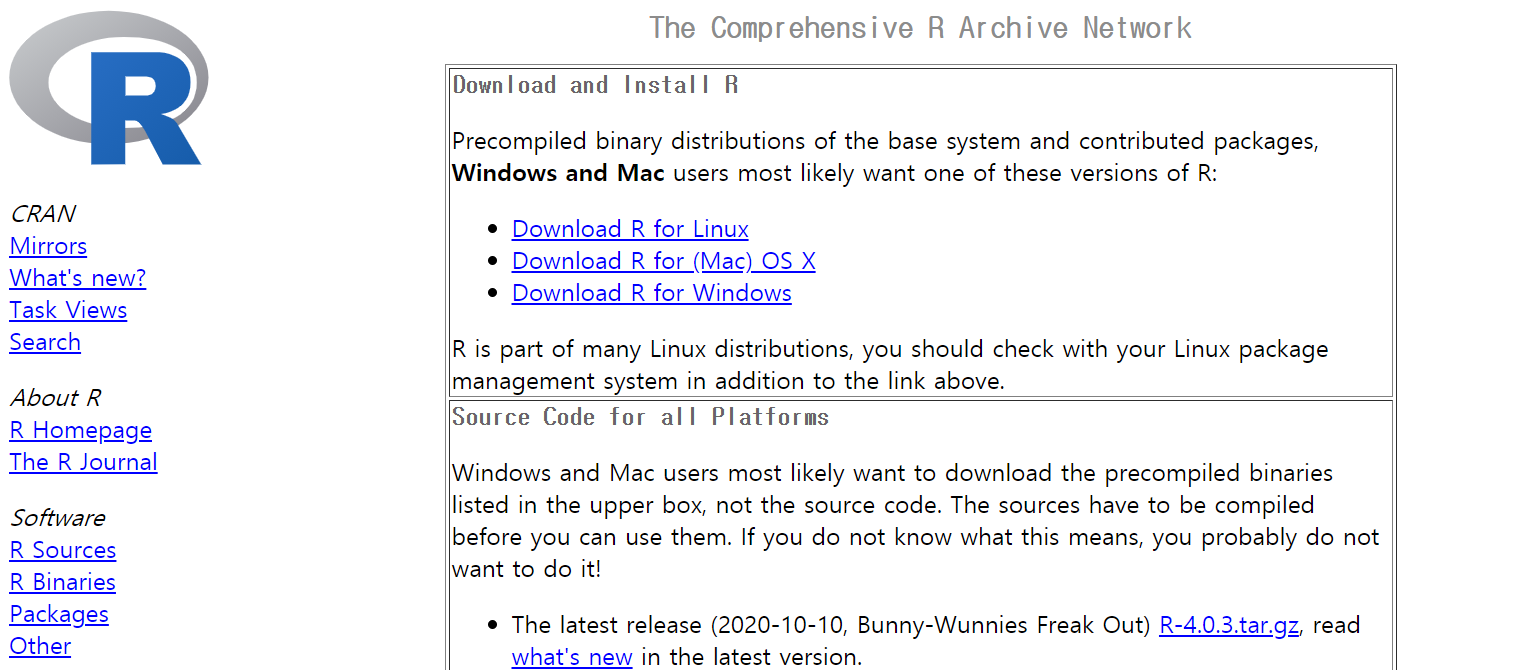 R
CRAN
Mirrors
What's new?
Task Views
Search
About R
R Homepage
The R Journal
Software
R Sources
R Binaries
Packages
Other
The Comprehensive R Archive Network
Download and Install R
Precompiled binary distributions of the base system and contributed packages,
Windows and Mac users most likely want one of these versions of R:
Download R for Linux
Download R for (Mac) OS X
Download R for Windows
R is part of many Linux distributions, you should check with your Linux package
management system in addition to the link above.
Source Code for all Platforms
Windows and Mac users most likely want to download the precompiled binaries
listed in the upper box, not the source code. The sources have to be compiled
before you can use them. If you do not know what this means, you probably do not
want to do it!
The latest release (2020-10-10, Bunny-Wunnies Freak Out) R-4.0.3.tar.gz, read
what's new in the latest version.